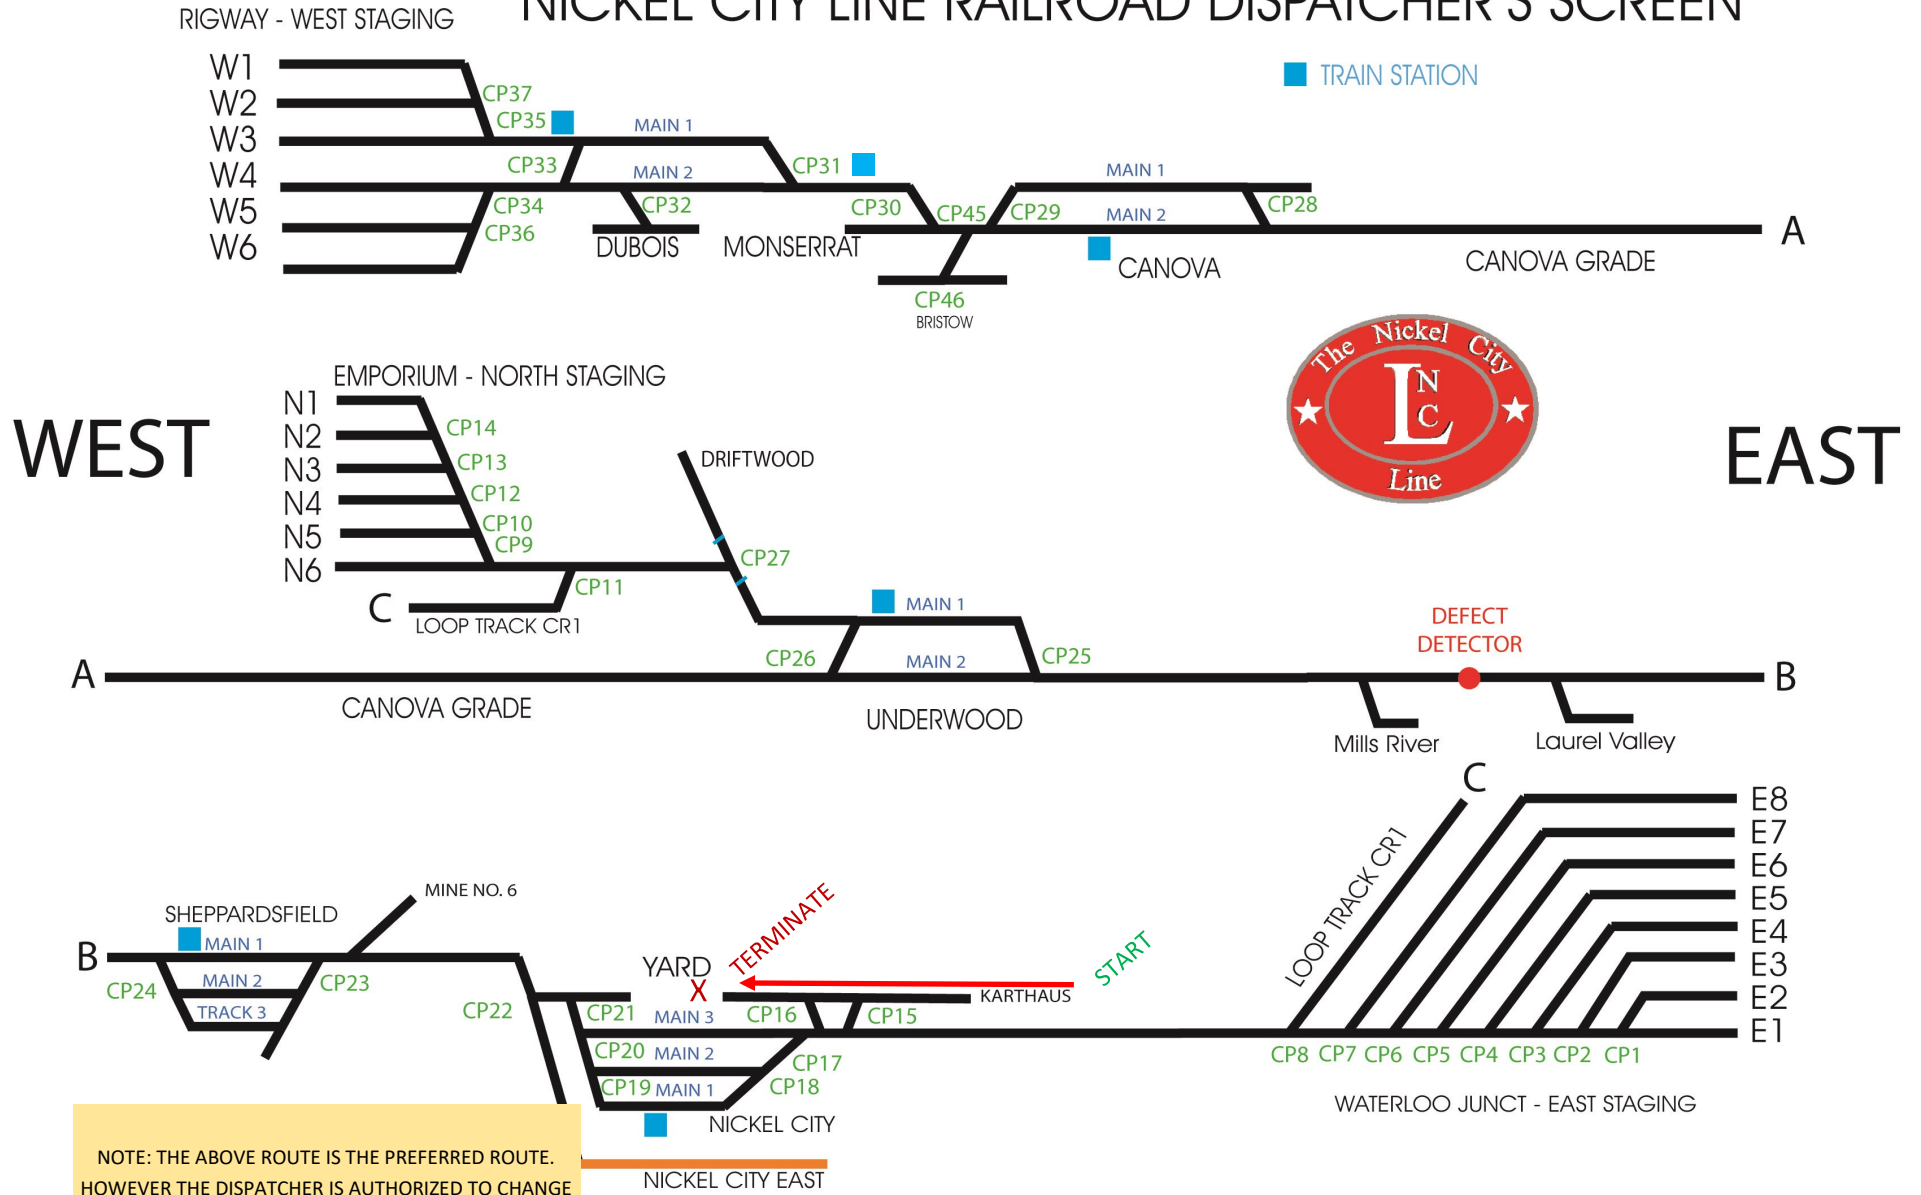 NICKEL CITY LINE RAILROAD DISPATCHER'S SCREEN
RIGWAY - WEST STAGING
TRAIN STATION
W1
W2
W3
W4
W5
W6
CP37
CP35
CP33
CP34
CP36
MAIN 1
MAIN 2
CP32
DUBOIS
CP31
MONSERRAT
CP30
CP45
CP29
CP46
BRISTOW
MAIN 1
MAIN 2
CP28
CANOVA
CANOVA GRADE
A
WEST
EAST
The Nickel City
L N C
Line
EMPORIUM - NORTH STAGING
N1
N2
N3
N4
N5
N6
CP14
CP13
CP12
CP10
CP9
CP11
C
LOOP TRACK CR1
DRIFTWOOD
CP27
MAIN 1
MAIN 2
CP26
CP25
A
CANOVA GRADE
UNDERWOOD
DEFECT
DETECTOR
B
Mills River
Laurel Valley
C
LOOP TRACK CR1
E8
E7
E6
E5
E4
E3
E2
E1
CP8 CP7 CP6 CP5 CP4 CP3 CP2 CP1
WATERLOO JUNCT - EAST STAGING
MINE NO. 6
SHEPPARDSFIELD
B
MAIN 1
MAIN 2
TRACK 3
CP24
CP23
CP22
YARD
X
TERMINATE
START
KARTHAUS
CP21
MAIN 3
CP16
CP15
CP20
MAIN 2
CP17
CP19
MAIN 1
CP18
NICKEL CITY
NICKEL CITY EAST
NOTE: THE ABOVE ROUTE IS THE PREFERRED ROUTE.
HOWEVER THE DISPATCHER IS AUTHORIZED TO CHANGE